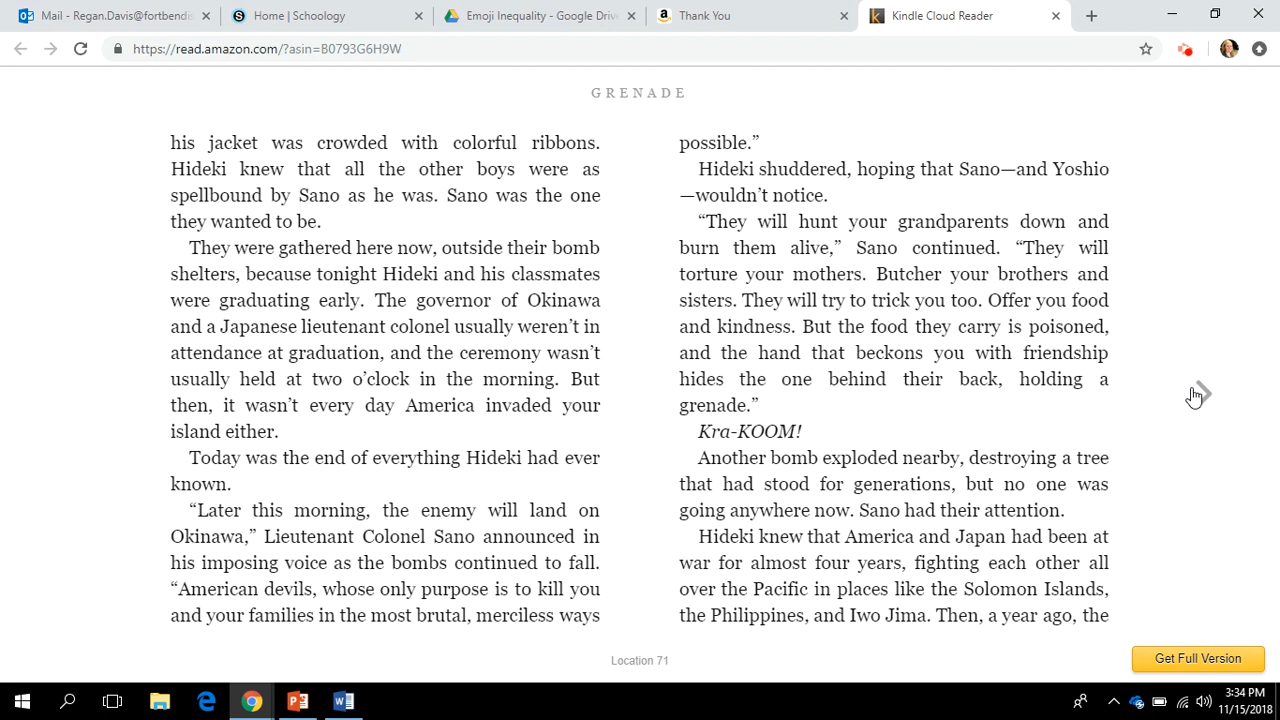 Mail - Regan.Davis@fortbendis
Home | Schoology
Emoji Inequality - Google Drive
Thank You
Kindle Cloud Reader
https://read.amazon.com/?asin=B0793G6H9W
GRENADE
his jacket was crowded with colorful ribbons.
Hideki knew that all the other boys were as
spellbound by Sano as he was. Sano was the one
they wanted to be.
They were gathered here now, outside their bomb
shelters, because tonight Hideki and his classmates
were graduating early. The governor of Okinawa
and a Japanese lieutenant colonel usually weren’t in
attendance at graduation, and the ceremony wasn’t
usually held at two o’clock in the morning. But
then, it wasn’t every day America invaded your
island either.
Today was the end of everything Hideki had ever
known.
“Later this morning, the enemy will land on
Okinawa,” Lieutenant Colonel Sano announced in
his imposing voice as the bombs continued to fall.
“American devils, whose only purpose is to kill you
and your families in the most brutal, merciless ways
possible.”
Hideki shuddered, hoping that Sano—and Yoshio
—wouldn’t notice.
“They will hunt your grandparents down and
burn them alive,” Sano continued. “They will
torture your mothers. Butcher your brothers and
sisters. They will try to trick you too. Offer you food
and kindness. But the food they carry is poisoned,
and the hand that beckons you with friendship
hides the one behind their back, holding a
grenade.”
Kra-KOOM!
Another bomb exploded nearby, destroying a tree
that had stood for generations, but no one was
going anywhere now. Sano had their attention.
Hideki knew that America and Japan had been at
war for almost four years, fighting each other all
over the Pacific in places like the Solomon Islands,
the Philippines, and Iwo Jima. Then, a year ago, the
Location 71
Get Full Version
3:34 PM
11/15/2018